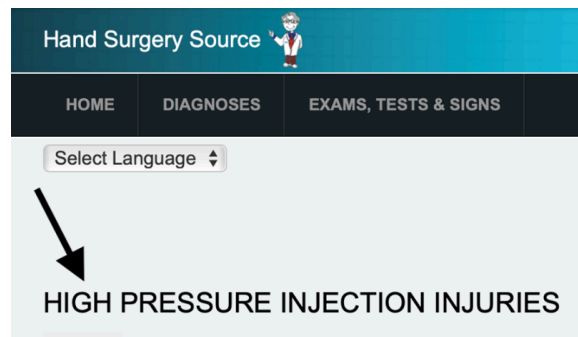 Hand Surgery Source
HOME DIAGNOSES EXAMS, TESTS & SIGNS
Select Language
HIGH PRESSURE INJECTION INJURIES